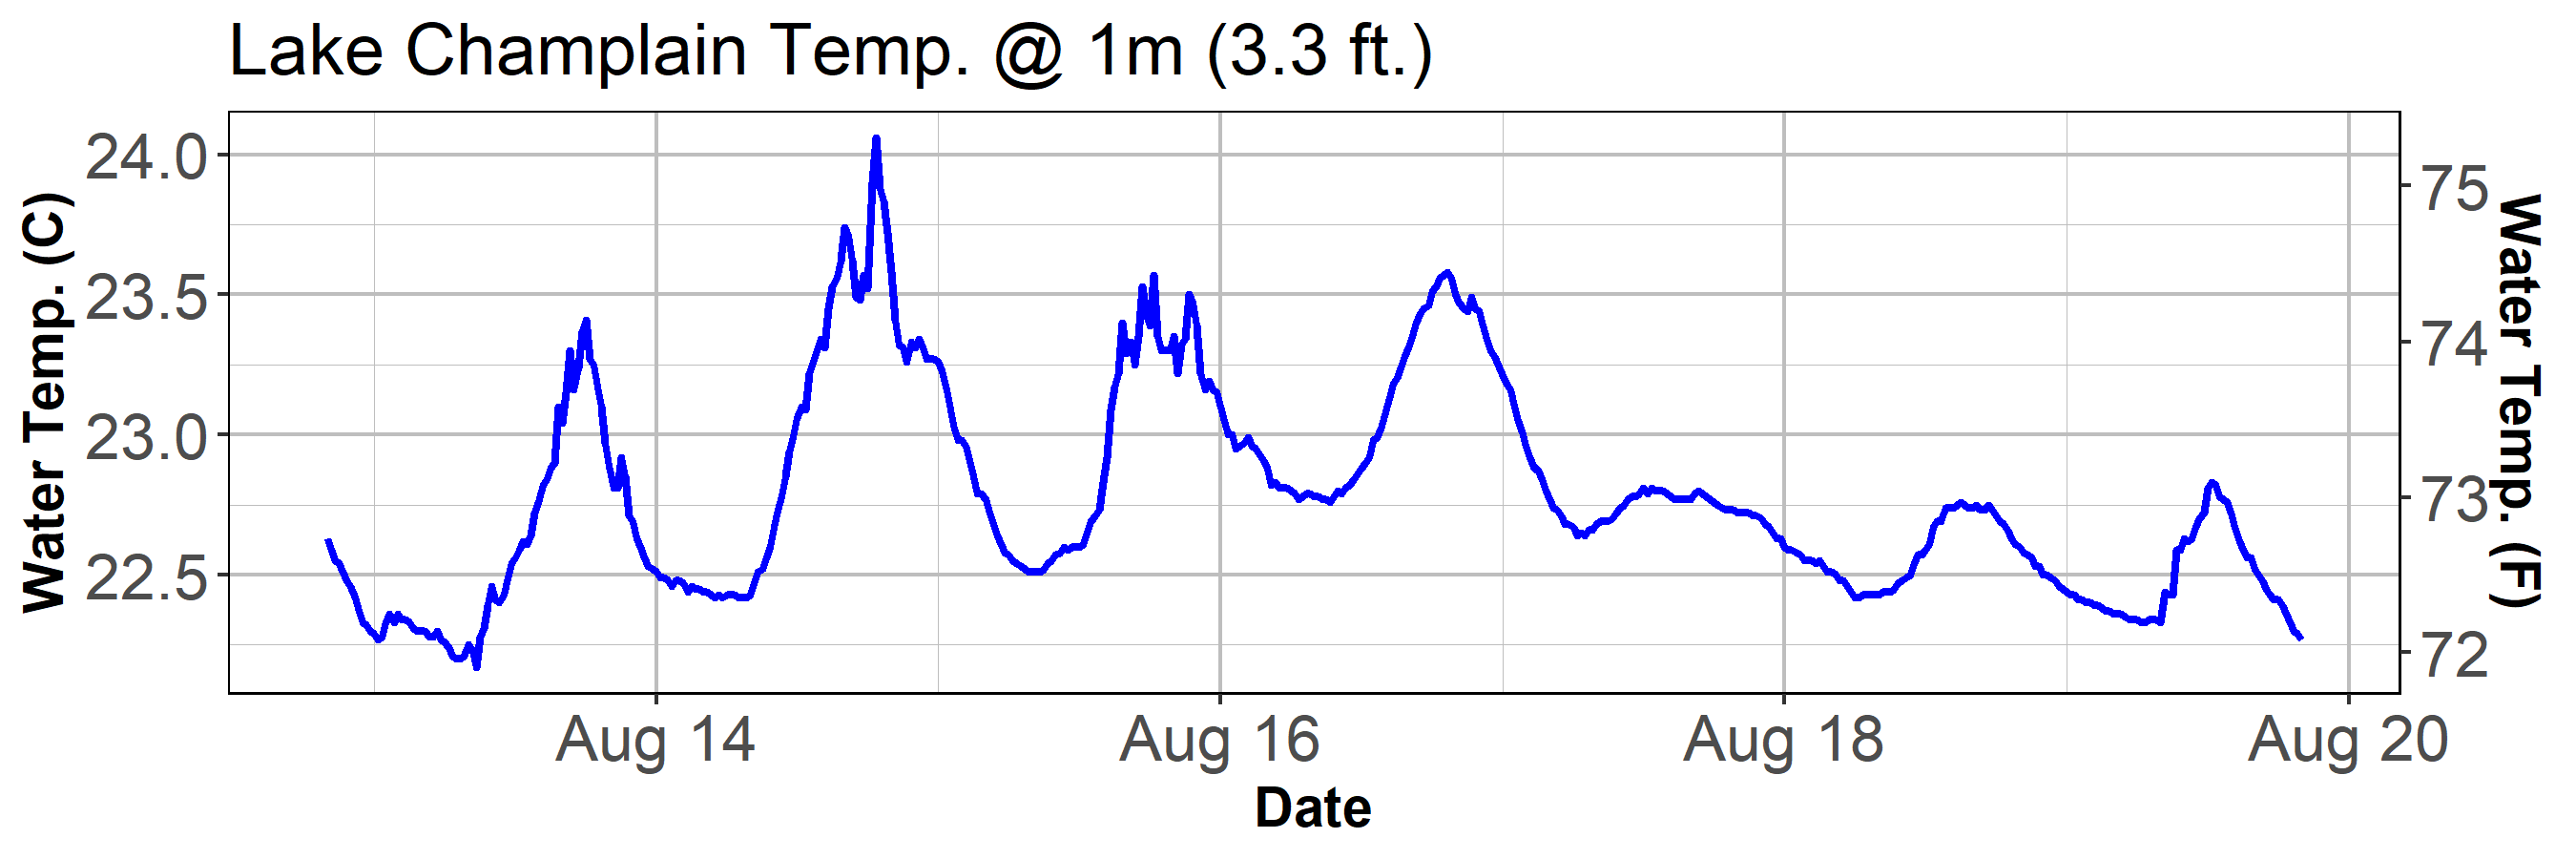 Lake Champlain Temp. @ 1m (3.3 ft.)
Water Temp. (C)
24.0
23.5
23.0
22.5
75
74
73
72
Water Temp. (F)
Aug 14 Aug 16 Aug 18 Aug 20
Date